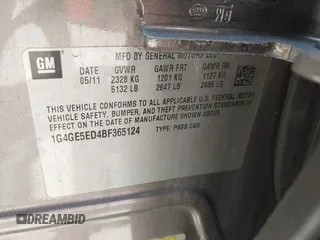 GM
MFD BY GENERAL MOTORS LLC
DATE GVWR GAWR FRT GAWR RR
05/11 2328 KG 1201 KG 1127 KG
5132 LB 2647 LB 2485 LB
THIS VEHICLE CONFORMS TO ALL APPLICABLE U.S. FEDERAL MOTOR
VEHICLE SAFETY, BUMPER, AND THEFT PREVENTION STANDARDS IN
EFFECT ON THE DATE OF MANUFACTURE SHOWN ABOVE.
1G4GE5ED4BF365124 TYPE: PASS CAR
1DBID